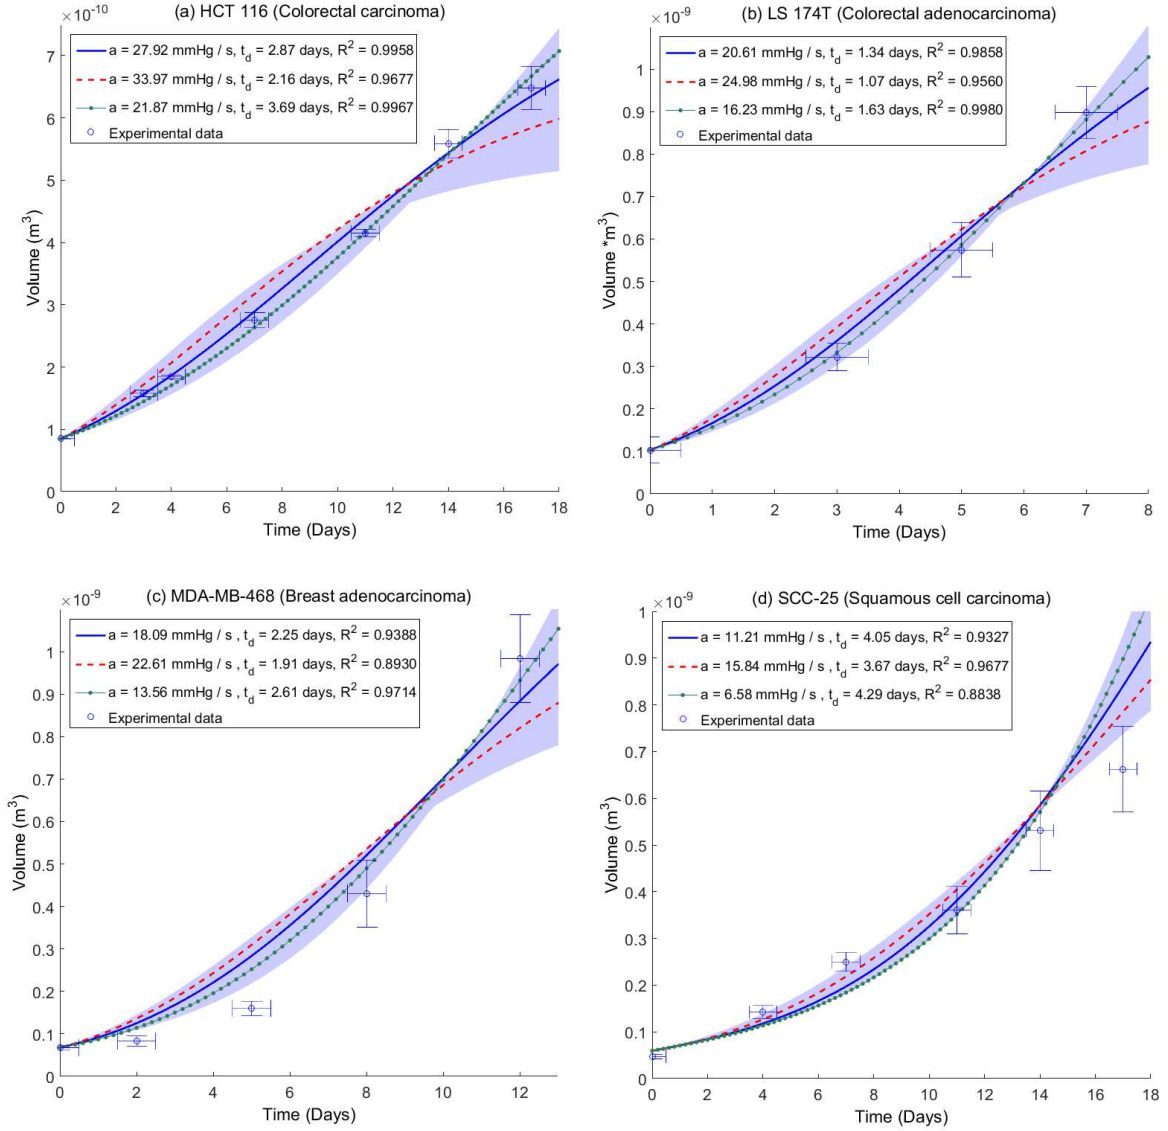 (a) HCT 116 (Colorectal carcinoma)
×10⁻¹⁰
a = 27.92 mmHg / s, t_d = 2.87 days, R² = 0.9958
a = 33.97 mmHg / s, t_d = 2.16 days, R² = 0.9677
a = 21.87 mmHg / s, t_d = 3.69 days, R² = 0.9967
Experimental data
7
6
5
4
3
2
1
0
Volume (m³)
0 2 4 6 8 10 12 14 16 18
Time (Days)
(b) LS 174T (Colorectal adenocarcinoma)
×10⁻⁹
a = 20.61 mmHg / s, t_d = 1.34 days, R² = 0.9858
a = 24.98 mmHg / s, t_d = 1.07 days, R² = 0.9560
a = 16.23 mmHg / s, t_d = 1.63 days, R² = 0.9980
Experimental data
1
0.9
0.8
0.7
0.6
0.5
0.4
0.3
0.2
0.1
0
Volume *m³)
0 1 2 3 4 5 6 7 8
Time (Days)
(c) MDA-MB-468 (Breast adenocarcinoma)
×10⁻⁹
a = 18.09 mmHg / s , t_d = 2.25 days, R² = 0.9388
a = 22.61 mmHg / s , t_d = 1.91 days, R² = 0.8930
a = 13.56 mmHg / s , t_d = 2.61 days, R² = 0.9714
Experimental data
1
0.9
0.8
0.7
0.6
0.5
0.4
0.3
0.2
0.1
0
Volume (m³)
0 2 4 6 8 10 12
Time (Days)
(d) SCC-25 (Squamous cell carcinoma)
×10⁻⁹
a = 11.21 mmHg / s , t_d = 4.05 days, R² = 0.9327
a = 15.84 mmHg / s , t_d = 3.67 days, R² = 0.9677
a = 6.58 mmHg / s , t_d = 4.29 days, R² = 0.8838
Experimental data
1
0.9
0.8
0.7
0.6
0.5
0.4
0.3
0.2
0.1
0
Volume (m³)
0 2 4 6 8 10 12 14 16 18
Time (Days)